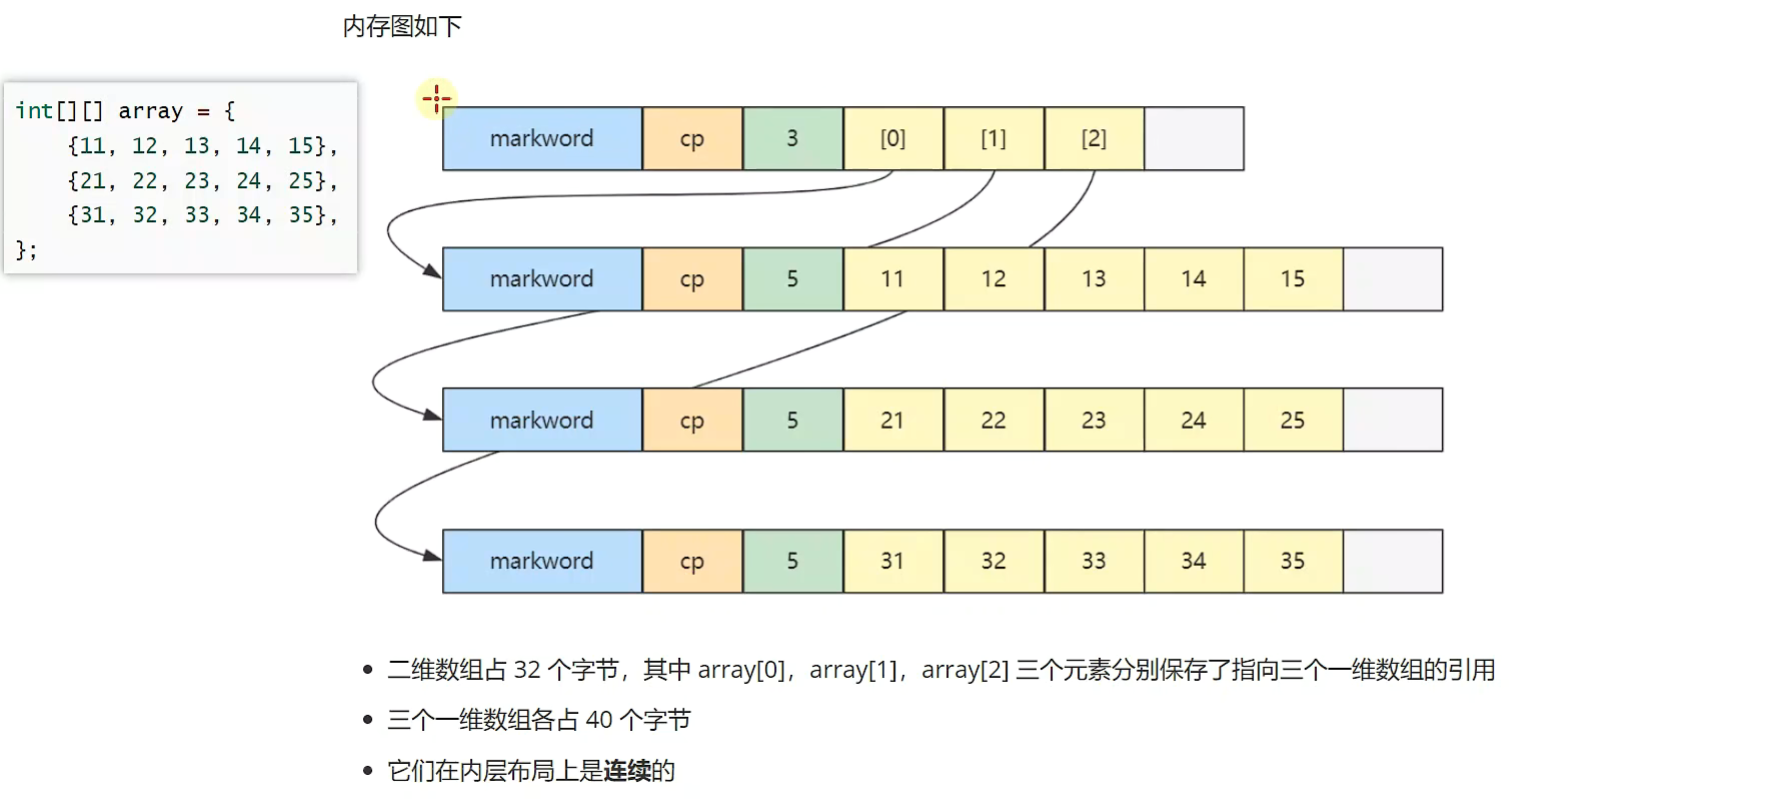 内存图如下
int[][] array = {
{11, 12, 13, 14, 15},
{21, 22, 23, 24, 25},
{31, 32, 33, 34, 35},
};
markword cp 3 [0] [1] [2]
markword cp 5 11 12 13 14 15
markword cp 5 21 22 23 24 25
markword cp 5 31 32 33 34 35
• 二维数组占 32 个字节，其中 array[0]，array[1]，array[2] 三个元素分别保存了指向三个一维数组的引用
• 三个一维数组各占 40 个字节
• 它们在内层布局上是连续的